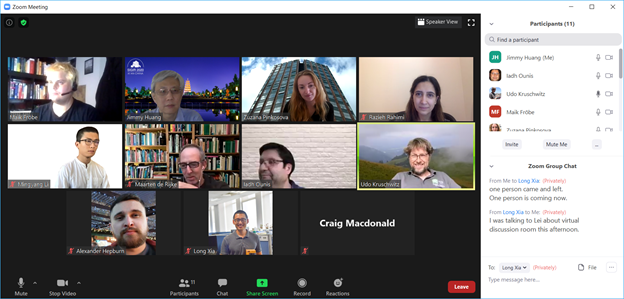 Zoom Meeting
Speaker View
Maik Fröbe
Jimmy Huang
Zuzana Pinkosova
Razieh Rahimi
Maarten de Rijke
Iadh Ounis
Udo Kruschwitz
Alexander Hepburn
Long Xia
Craig Macdonald
Mute
Stop Video
11
Participants
Chat
Share Screen
Record
Reactions
Leave
Participants (11)
Find a participant
JH
Jimmy Huang (Me)
Iadh Ounis
Udo Kruschwitz
MF
Maik Fröbe
Zuzana Pinkosova
Invite
Mute Me
...
Zoom Group Chat
From Me to Long Xia (Privately)
one person came and left.
One person is coming now.
From Long Xia to Me (Privately)
I was talking to Lei about virtual
discussion room this afternoon.
To: Long Xia (Privately)
File
...
Type message here...